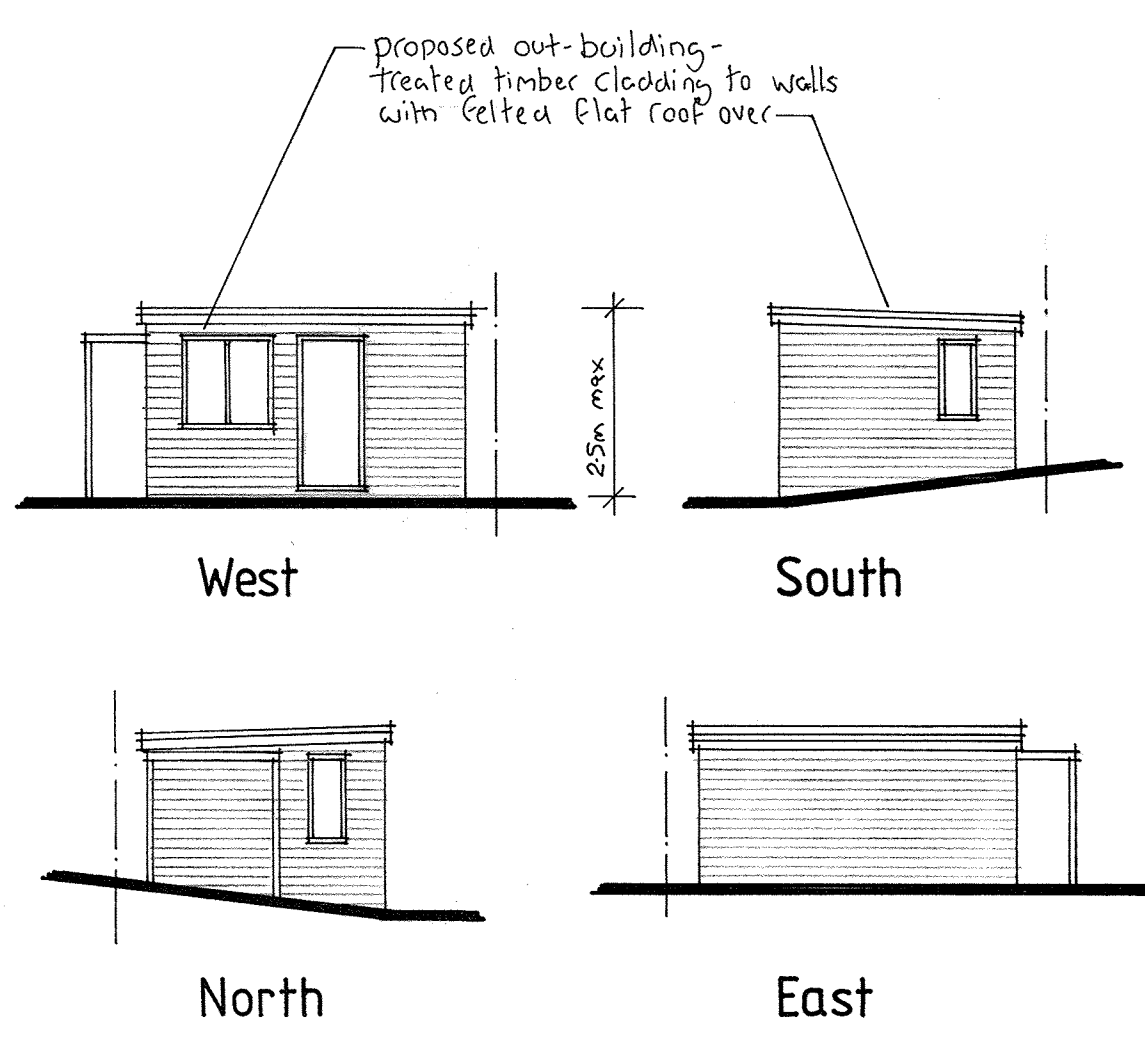 proposed out-building-
treated timber cladding to walls
with felted flat roof over
2.5m max
West
South
North
East